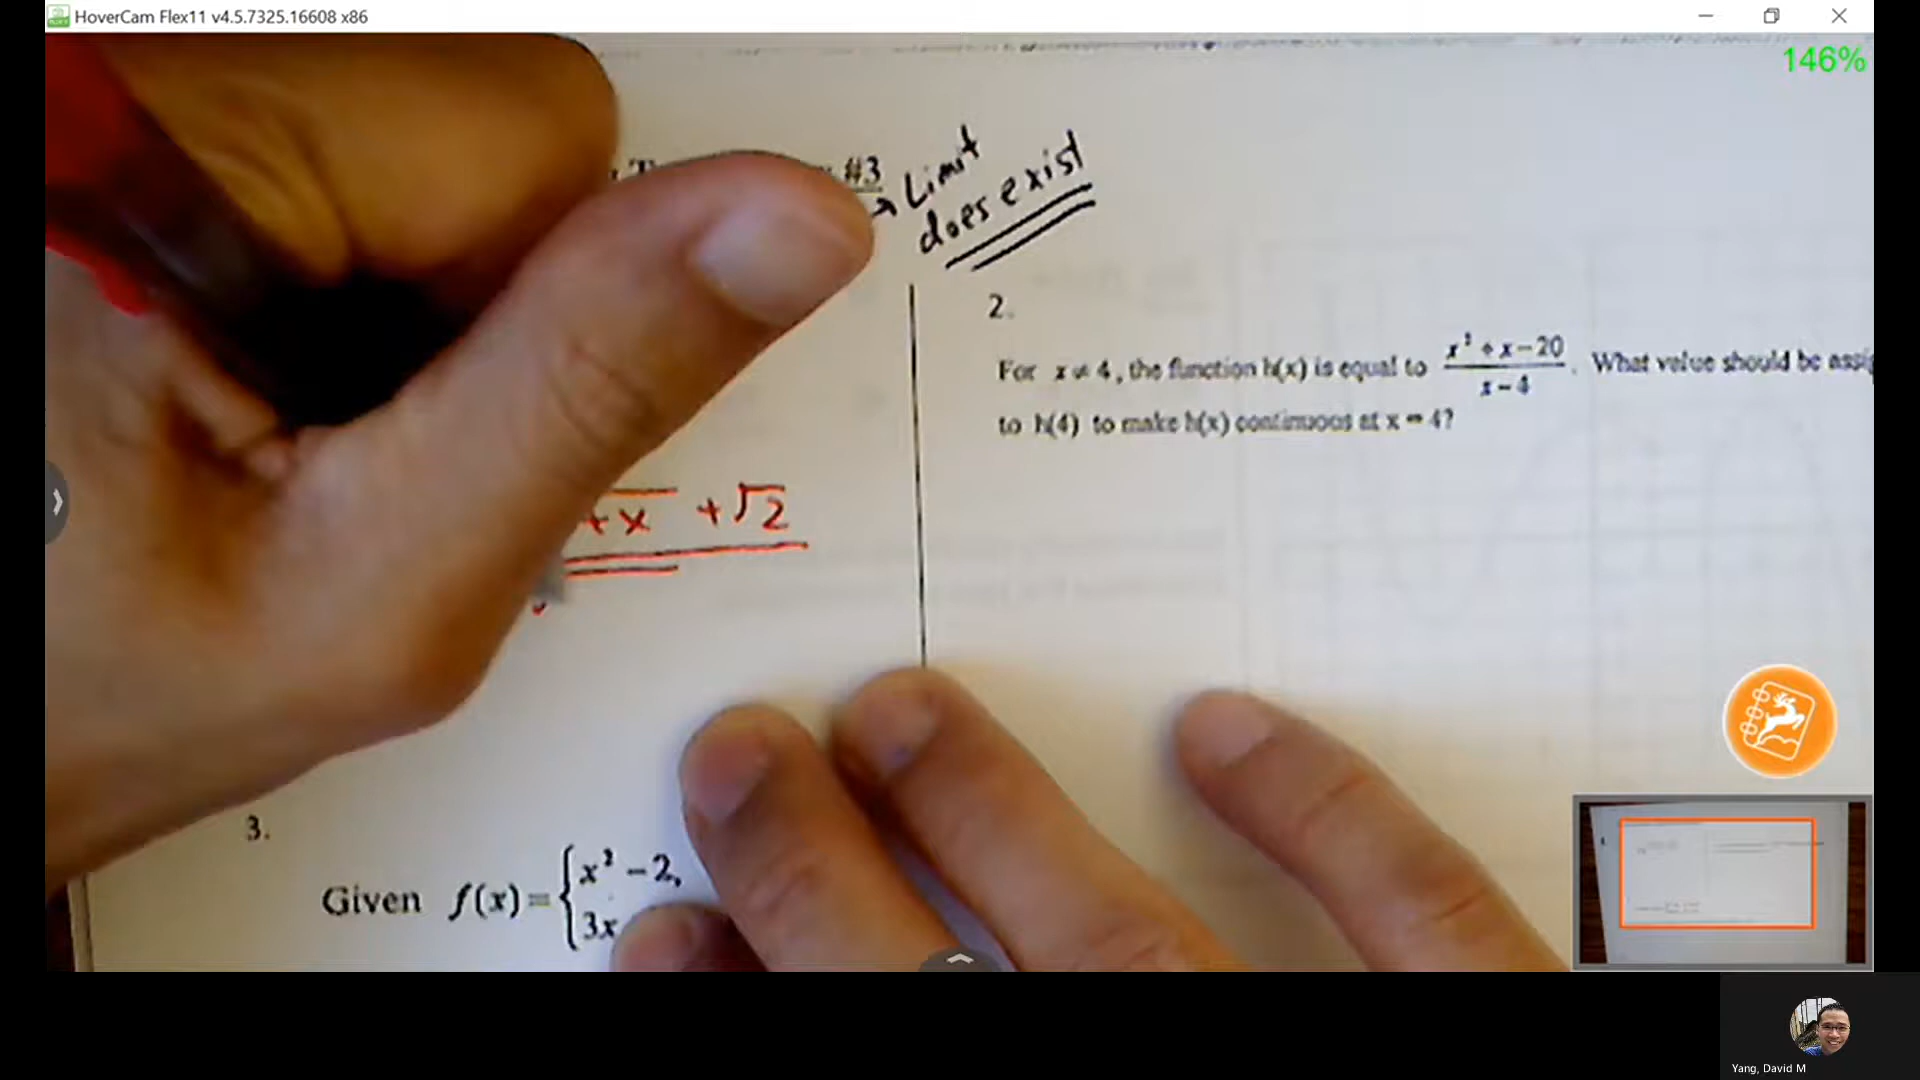 HoverCam Flex11 v4.5.7325.16608 x86
146%
#3
Limit
does exist
2.
For x ≠ 4, the function h(x) is equal to x² + x - 20 / x - 4. What value should be
to h(4) to make h(x) continuous at x = 4?
+x + √2
3.
Given f(x) = { x² - 2,
3x
Yang, David M